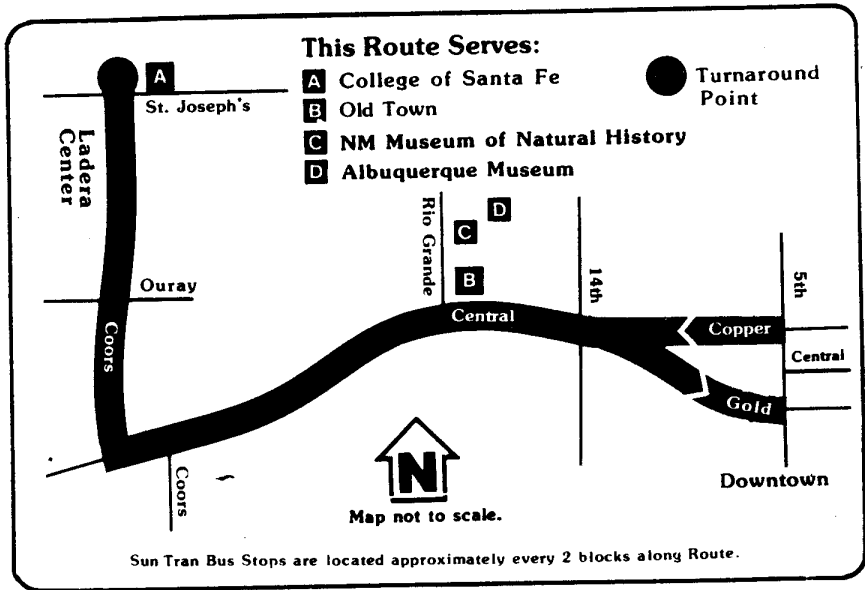 This Route Serves:
A College of Santa Fe
B Old Town
C NM Museum of Natural History
D Albuquerque Museum
Turnaround
Point
A
St. Joseph's
Ladera
Center
Ouray
Coors
Coors
Rio Grande
D
C
B
Central
14th
5th
Copper
Central
Gold
Downtown
N
Map not to scale.
Sun Tran Bus Stops are located approximately every 2 blocks along Route.